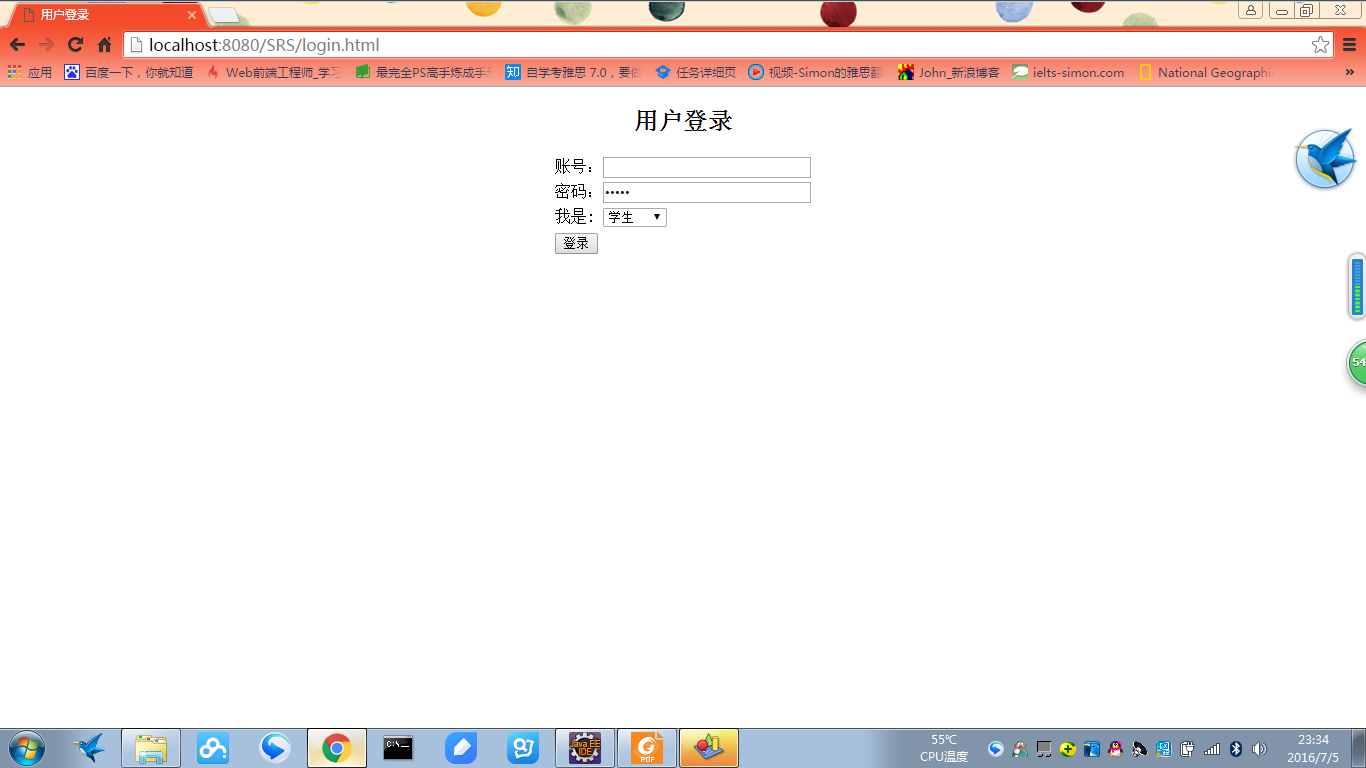 用户登录
localhost:8080/SRS/login.html
应用
百度一下，你就知道
Web前端工程师_学习
最完全PS高手炼成手
知
自学考雅思 7.0，要
任务详细页
视频-Simon的雅思
John_新浪博客
ielts-simon.com
National Geographi
»
用户登录
账号：
密码：•••••
我是： 学生
登录
54
C:\_
Java EE
IDE
PDF
55℃
CPU温度
23:34
2016/7/5